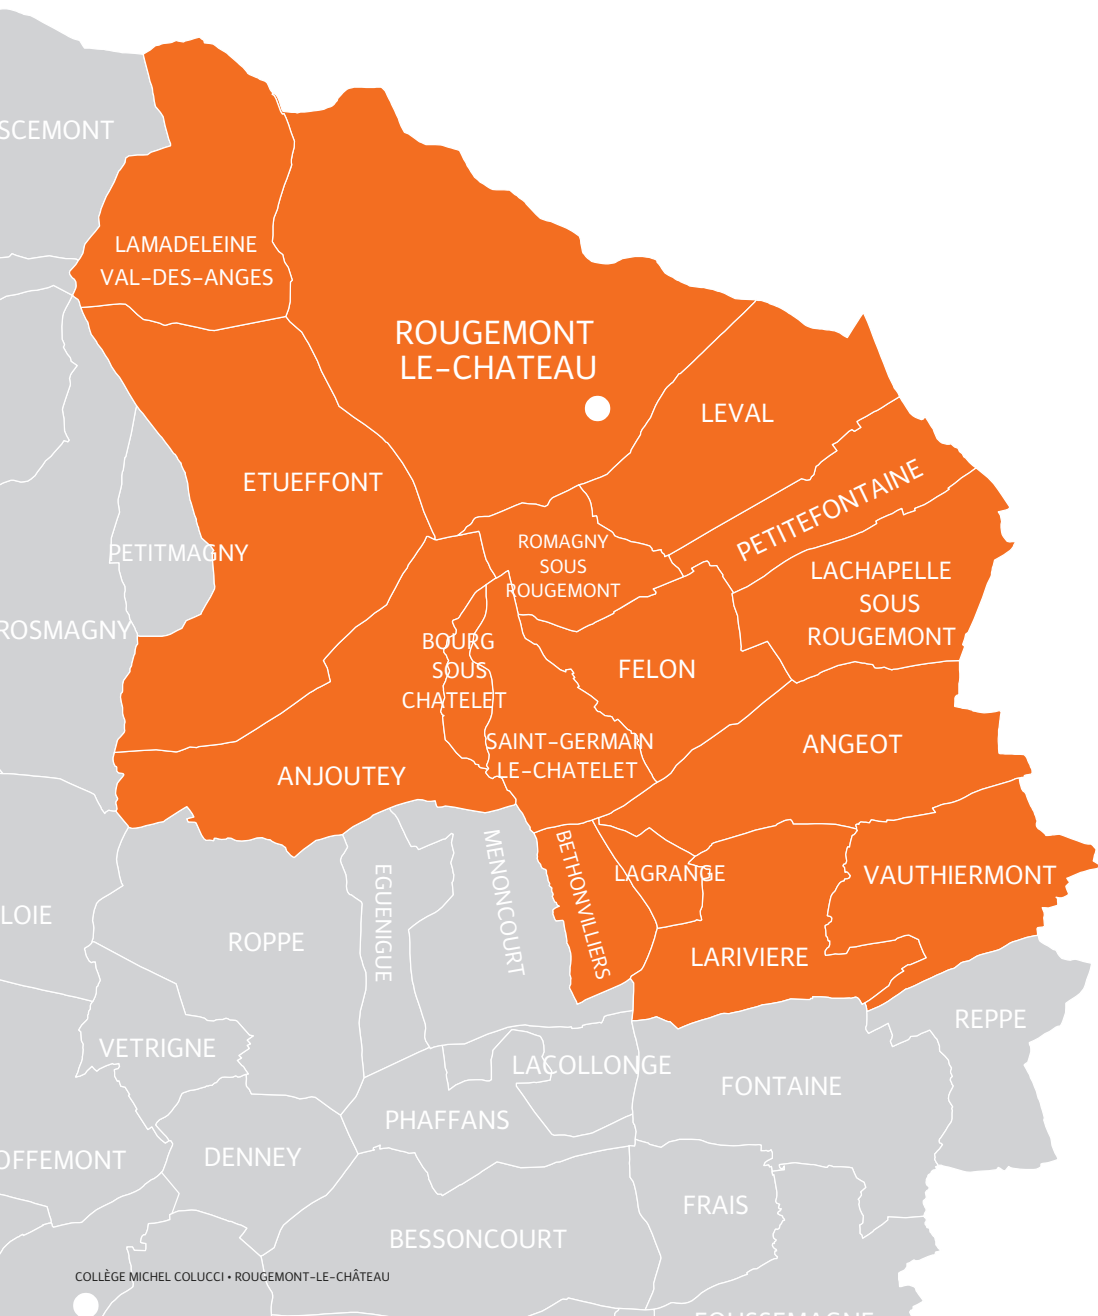 SCEMONT
LAMADELEINE
VAL-DES-ANGES
ROUGEMONT
LE-CHATEAU
LEVAL
ETUEFFONT
PETITEFONTAINE
PETITMAGNY
ROMAGNY
SOUS
ROUGEMONT
LACHAPELLE
SOUS
ROUGEMONT
ROSMAGNY
BOURG
SOUS
CHATELET
FELON
SAINT-GERMAIN
LE-CHATELET
ANGEOT
ANJOUTEY
EGUENIGUE
MENONCOURT
BETHONVILLIERS
LAGRANGE
VAUTHIERMONT
LOIE
ROPPE
LARIVIERE
REPPE
VETRIGNE
LACOLLONGE
FONTAINE
PHAFFANS
OFFEMONT
DENNEY
FRAIS
BESSONCOURT
COLLÈGE MICHEL COLUCCI • ROUGEMONT-LE-CHÂTEAU